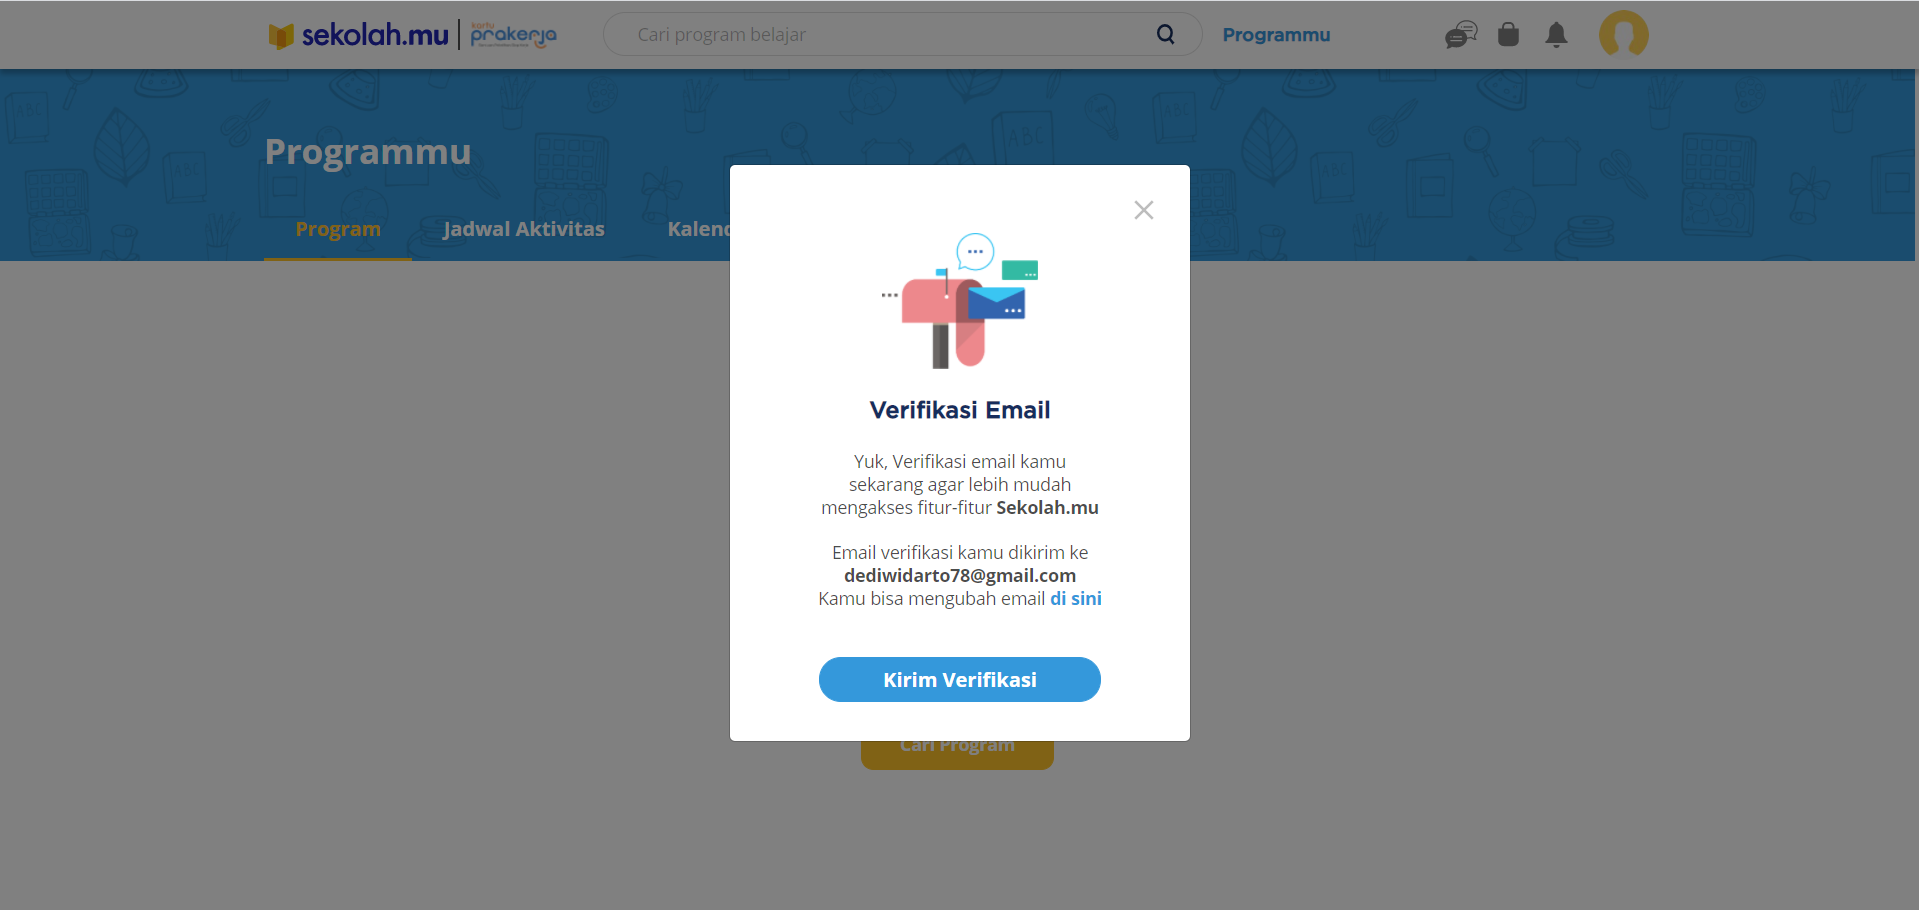 sekolah.mu
kartu
prakerja
Cari program belajar
Programmu
Programmu
Program
Jadwal Aktivitas
Kalend
Verifikasi Email
Yuk, Verifikasi email kamu
sekarang agar lebih mudah
mengakses fitur-fitur Sekolah.mu
Email verifikasi kamu dikirim ke
dediwidarto78@gmail.com
Kamu bisa mengubah email di sini
Kirim Verifikasi
Cari Program